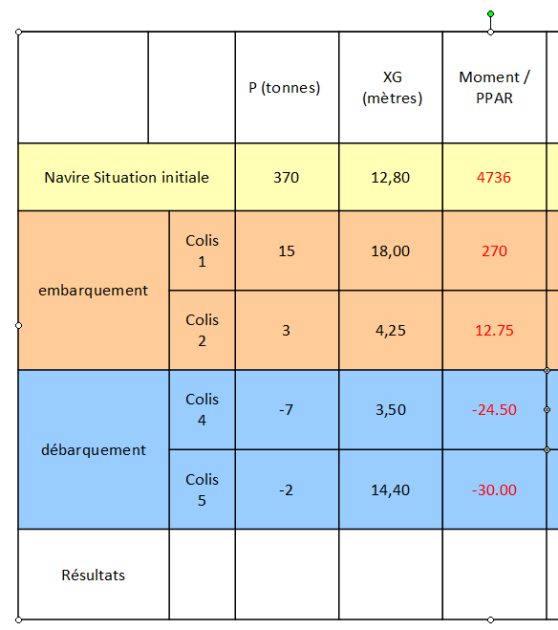 P (tonnes)
XG
(mètres)
Moment /
PPAR
Navire Situation initiale
370
12,80
4736
embarquement
Colis
1
15
18,00
270
Colis
2
3
4,25
12.75
débarquement
Colis
4
-7
3,50
-24.50
Colis
5
-2
14,40
-30.00
Résultats